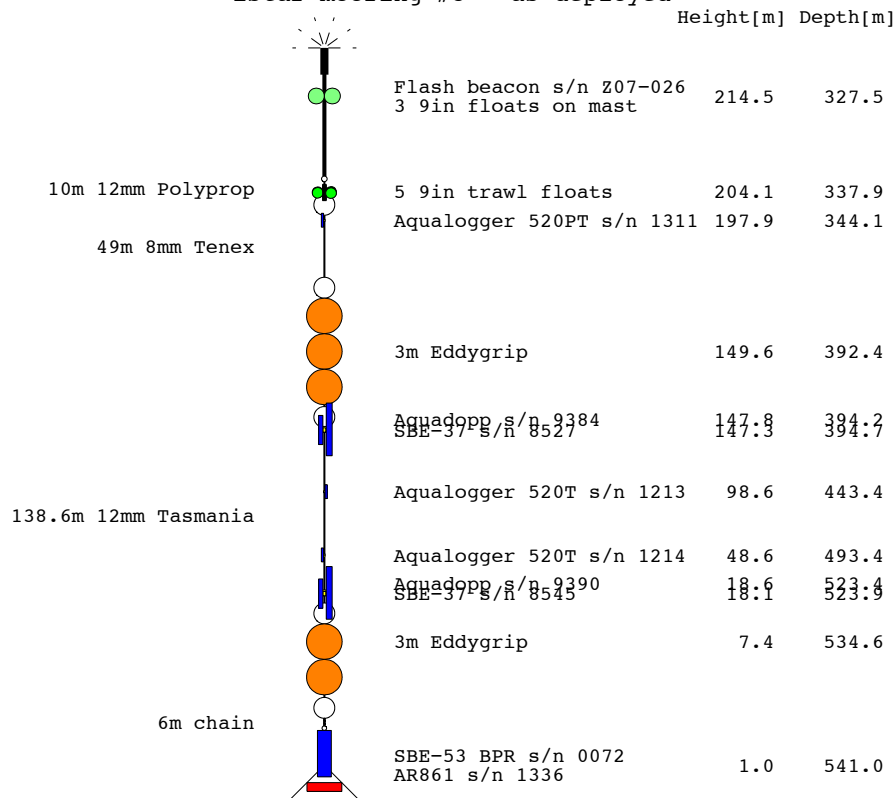 Height[m] Depth[m]
Flash beacon s/n Z07-026
3 9in floats on mast 214.5 327.5
10m 12mm Polyprop 5 9in trawl floats 204.1 337.9
Aqualogger 520PT s/n 1311 197.9 344.1
49m 8mm Tenex
3m Eddygrip 149.6 392.4
Aquadopp s/n 9384 147.8 394.2
SBE-37 s/n 8527 147.3 394.7
Aqualogger 520T s/n 1213 98.6 443.4
138.6m 12mm Tasmania
Aqualogger 520T s/n 1214 48.6 493.4
Aquadopp s/n 9390 18.6 523.4
SBE-37 s/n 8545 18.1 523.9
3m Eddygrip 7.4 534.6
6m chain
SBE-53 BPR s/n 0072
AR861 s/n 1336 1.0 541.0